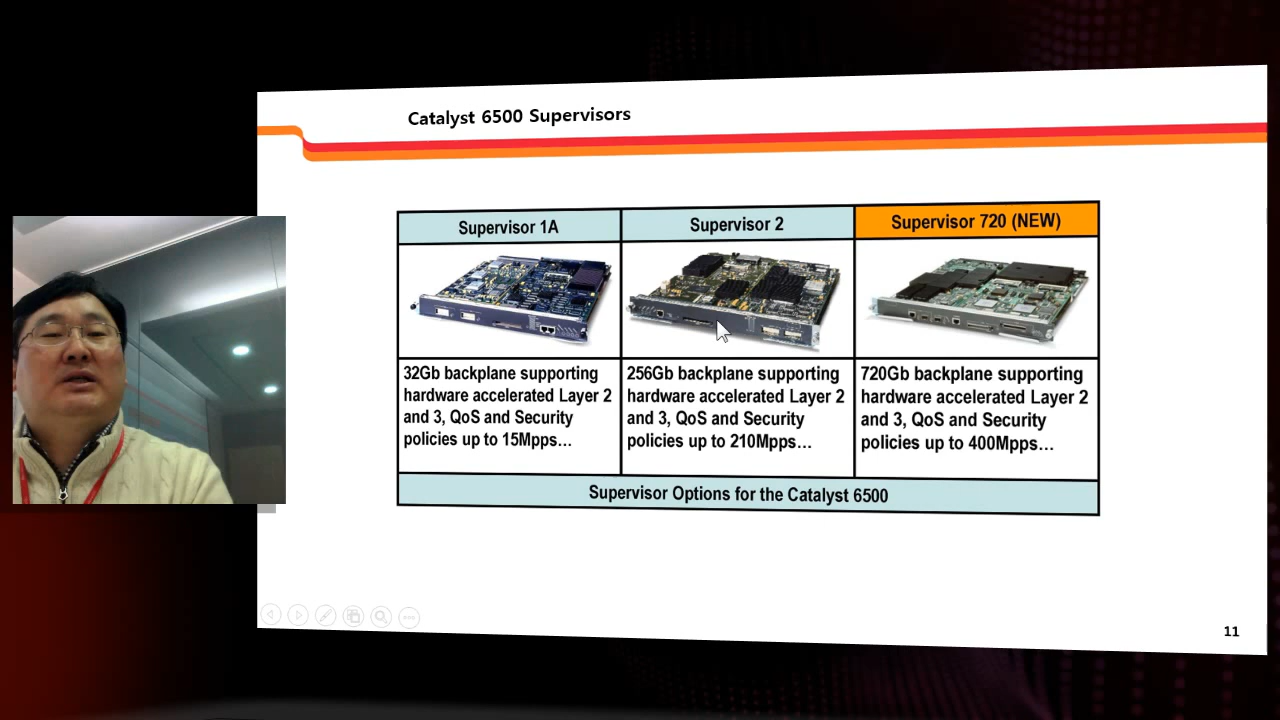 Catalyst 6500 Supervisors
Supervisor 1A
Supervisor 2
Supervisor 720 (NEW)
32Gb backplane supporting
hardware accelerated Layer 2
and 3, QoS and Security
policies up to 15Mpps…
256Gb backplane supporting
hardware accelerated Layer 2
and 3, QoS and Security
policies up to 210Mpps…
720Gb backplane supporting
hardware accelerated Layer 2
and 3, QoS and Security
policies up to 400Mpps…
Supervisor Options for the Catalyst 6500
11